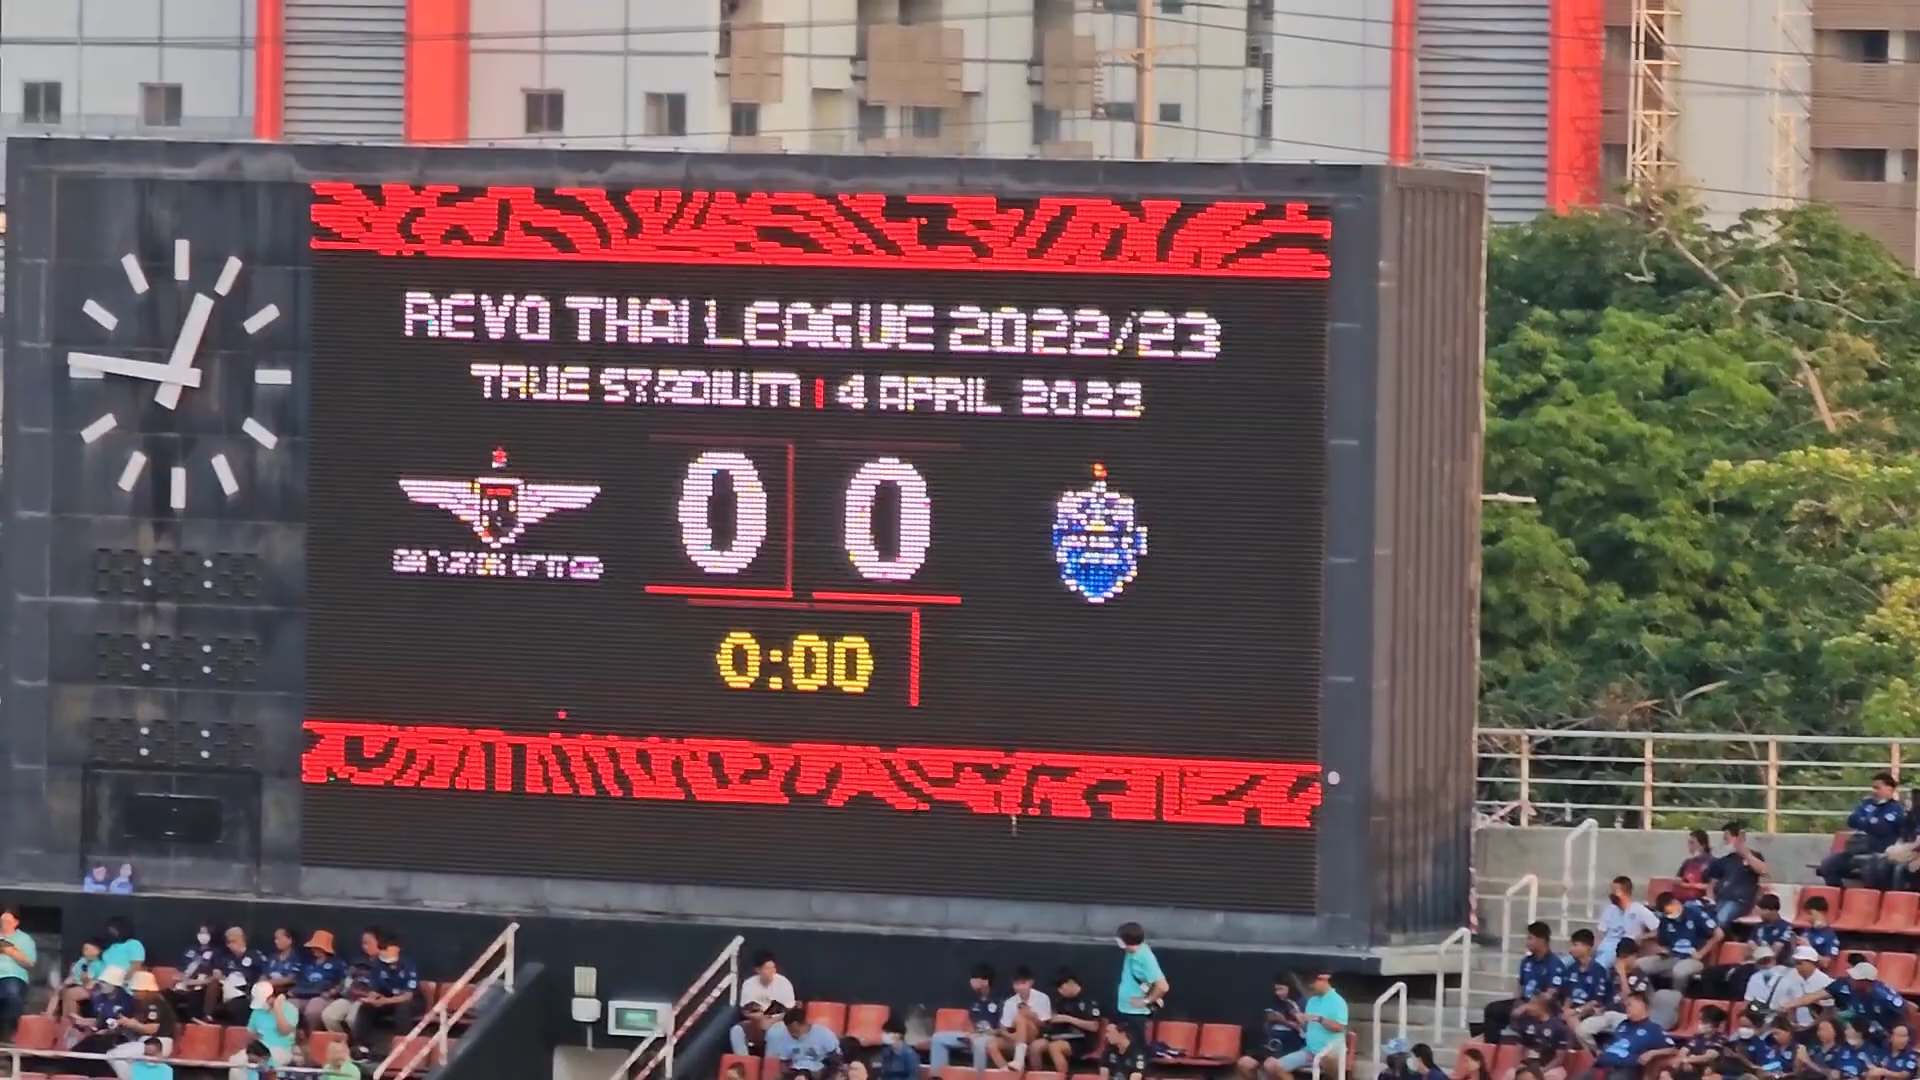 REVO THAI LEAGUE 2022/23
TRUE STADIUM | 4 APRIL 2023
0 0
0:00